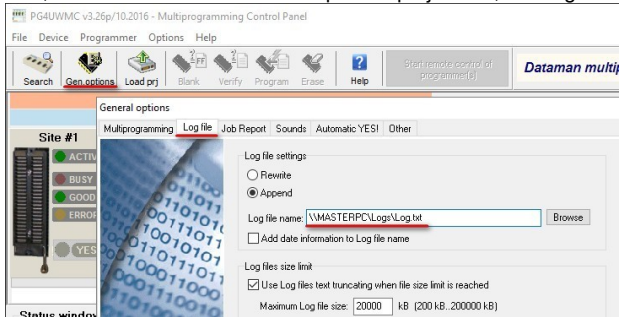 PG4UWMC v3.26p/10.2016 - Multiprogramming Control Panel
File Device Programmer Options Help
Search Gen.options Load prj Blank Verify Program Erase Help Start remote control of programmer(s) Dataman multip
General options
Multiprogramming Log file Job Report Sounds Automatic YES! Other
Site #1
ACTIV
BUSY
GOOD
ERROR
YES
Log file settings
Rewrite
Append
Log file name: \\MASTERPC\Logs\Log.txt Browse
Add date information to Log file name
Log files size limit
Use Log files text truncating when file size limit is reached
Maximum Log file size: 20000 kB (200 kB..200000 kB)
Status window